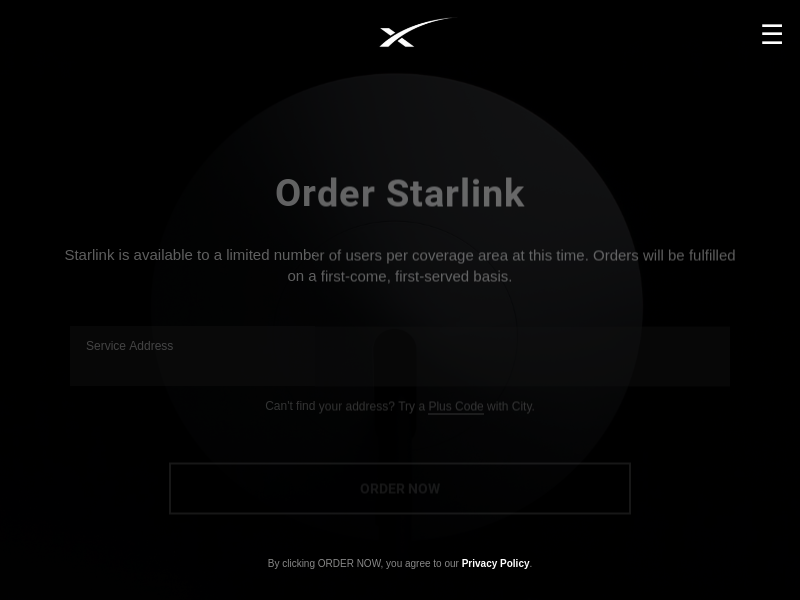 Order Starlink
Starlink is available to a limited number of users per coverage area at this time. Orders will be fulfilled
on a first-come, first-served basis.
Service Address
Can't find your address? Try a Plus Code with City.
ORDER NOW
By clicking ORDER NOW, you agree to our Privacy Policy.